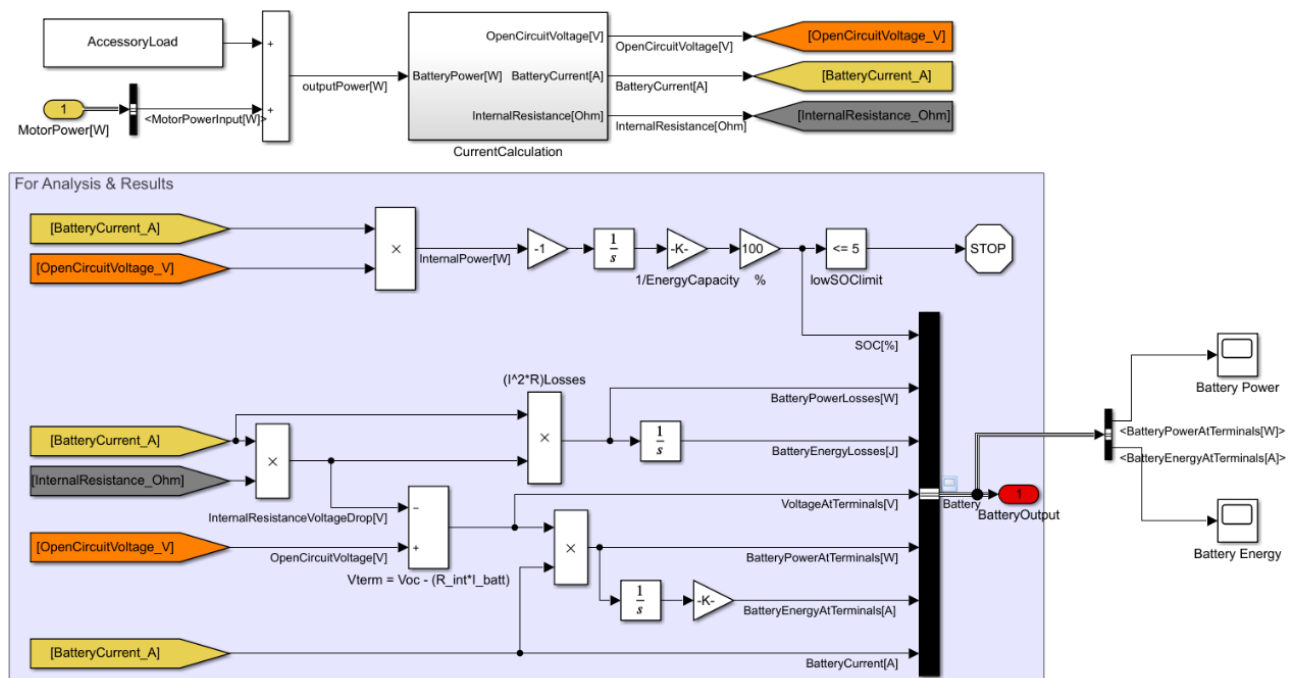 AccessoryLoad
+
+
1
MotorPower[W]
<MotorPowerInput[W]>
outputPower[W]
BatteryPower[W]
OpenCircuitVoltage[V]
BatteryCurrent[A]
InternalResistance[Ohm]
CurrentCalculation
OpenCircuitVoltage[V]
BatteryCurrent[A]
InternalResistance[Ohm]
[OpenCircuitVoltage_V]
[BatteryCurrent_A]
[InternalResistance_Ohm]
For Analysis & Results
[BatteryCurrent_A]
[OpenCircuitVoltage_V]
×
InternalPower[W]
-1
1
s
-K-
1/EnergyCapacity
100
%
<= 5
lowSOClimit
STOP
SOC[%]
(I^2*R)Losses
×
BatteryPowerLosses[W]
1
s
BatteryEnergyLosses[J]
[BatteryCurrent_A]
[InternalResistance_Ohm]
×
InternalResistanceVoltageDrop[V]
[OpenCircuitVoltage_V]
OpenCircuitVoltage[V]
−
+
Vterm = Voc - (R_int*I_batt)
VoltageAtTerminals[V]
×
BatteryPowerAtTerminals[W]
1
s
-K-
BatteryEnergyAtTerminals[A]
[BatteryCurrent_A]
BatteryCurrent[A]
Battery
1
BatteryOutput
<BatteryPowerAtTerminals[W]>
<BatteryEnergyAtTerminals[A]>
Battery Power
Battery Energy